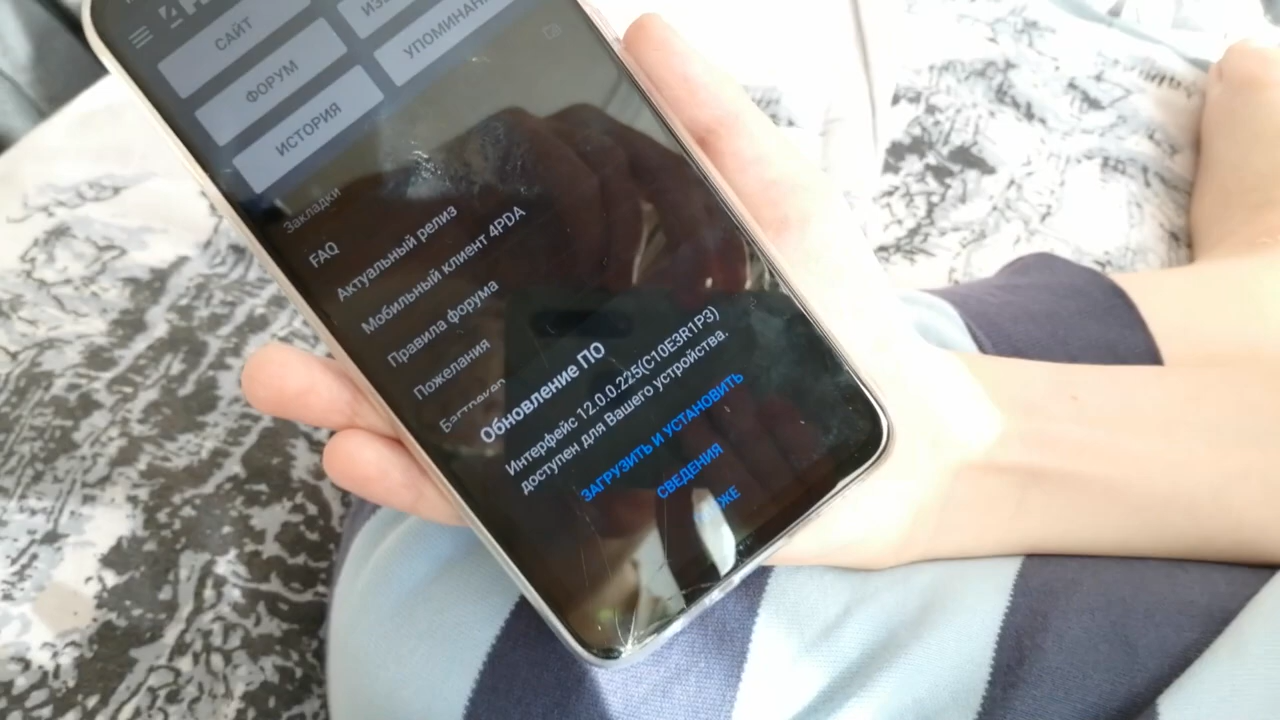 САЙТ
ФОРУМ
УПОМИНАН
ИСТОРИЯ
Закладки
FAQ
Актуальный релиз
Мобильный клиент 4PDA
Правила форума
Пожелания
Обновление ПО
Интерфейс 12.0.0.225(C10E3R1P3)
доступен для Вашего устройства.
ЗАГРУЗИТЬ И УСТАНОВИТЬ
СВЕДЕНИЯ